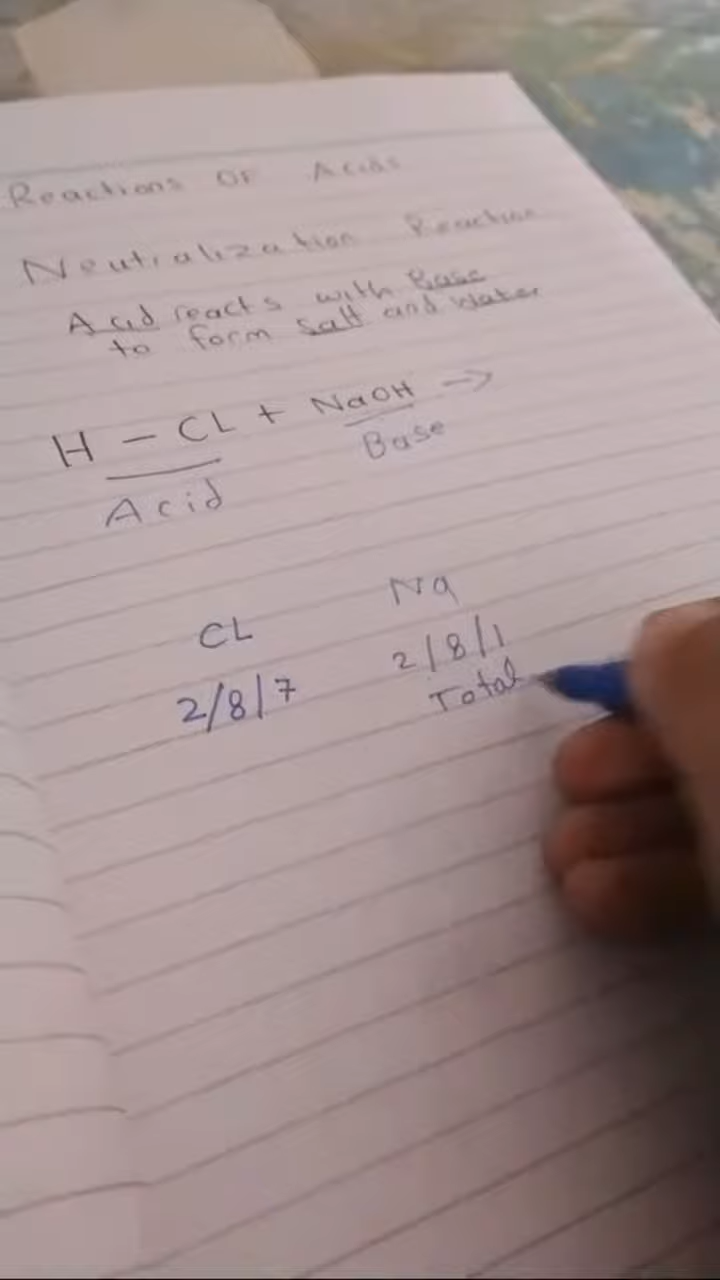 Reactions OF Acids
Neutralization Reaction
Acid reacts with Base
to form salt and water
H - CL + NaOH →
Acid Base
CL Na
2/8/7 2/8/1
Total